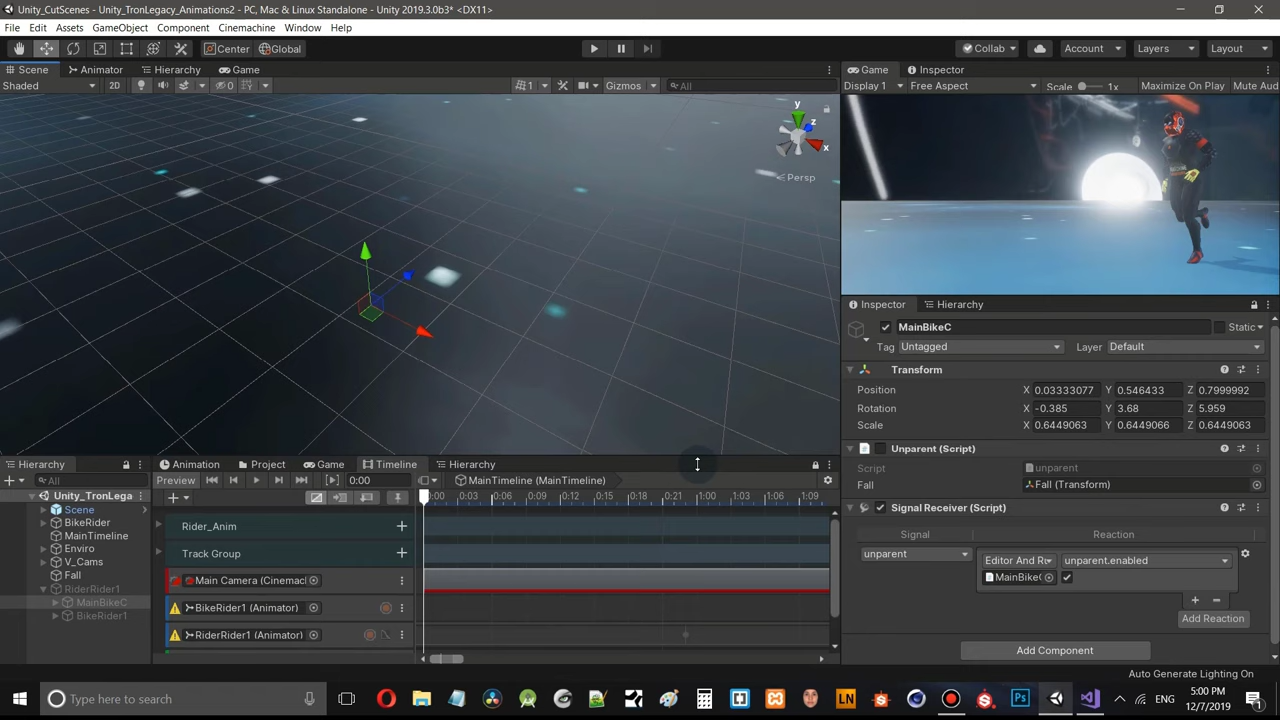 Unity_CutScenes - Unity_TronLegacy_Animations2 - PC, Mac & Linux Standalone - Unity 2019.3.0b3* <DX11>
File Edit Assets GameObject Component Cinemachine Window Help
Center Global Collab Account Layers Layout
Scene Animator Hierarchy Game
Shaded 2D 0 1 Gizmos All
y
z
x
Persp
Game Inspector
Display 1 Free Aspect Scale 1x Maximize On Play Mute Aud
Inspector Hierarchy
MainBikeC Static
Tag Untagged Layer Default
Transform
Position X 0.03333077 Y 0.546433 Z 0.7999992
Rotation X -0.385 Y 3.68 Z 5.959
Scale X 0.6449063 Y 0.6449066 Z 0.6449063
Unparent (Script)
Script unparent
Fall Fall (Transform)
Signal Receiver (Script)
Signal Reaction
unparent Editor And R unparent.enabled
MainBikeC
Add Reaction
Add Component
Auto Generate Lighting On
Hierarchy
All
Unity_TronLega
Scene
BikeRider
MainTimeline
Enviro
V_Cams
Fall
RiderRider1
MainBikeC
BikeRider1
Animation Project Game Timeline Hierarchy
Preview 0:00 MainTimeline (MainTimeline)
0:00 0:03 0:06 0:09 0:12 0:15 0:18 0:21 1:00 1:03 1:06 1:09
Rider_Anim
Track Group
Main Camera (Cinemacl
BikeRider1 (Animator)
RiderRider1 (Animator)
Type here to search
LN
Ps
ENG
5:00 PM
12/7/2019
1